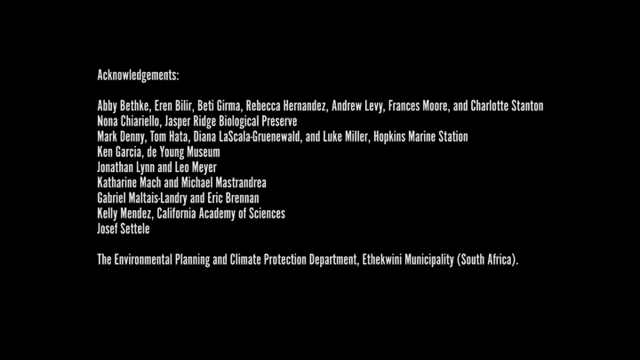 Acknowledgements:
Abby Bethke, Eren Bilir, Beti Girma, Rebecca Hernandez, Andrew Levy, Frances Moore, and Charlotte Stanton
Nona Chiariello, Jasper Ridge Biological Preserve
Mark Denny, Tom Hata, Diana LaScala-Gruenewald, and Luke Miller, Hopkins Marine Station
Ken Garcia, de Young Museum
Jonathan Lynn and Leo Meyer
Katharine Mach and Michael Mastrandrea
Gabriel Maltais-Landry and Eric Brennan
Kelly Mendez, California Academy of Sciences
Josef Settele
The Environmental Planning and Climate Protection Department, Ethekwini Municipality (South Africa).